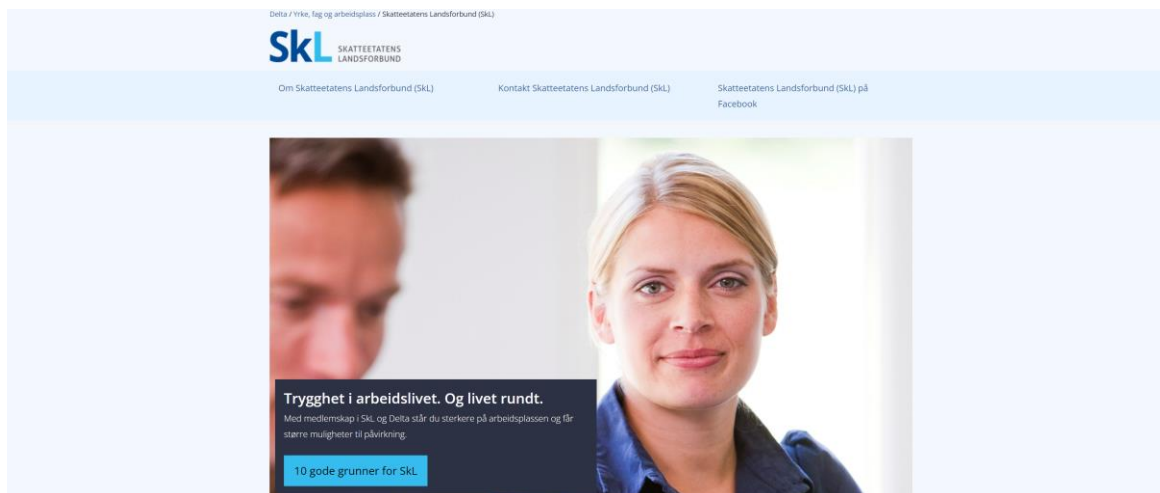 Delta / Yrke, fag og arbeidsplass / Skatteetatens Landsforbund (SkL)
SkL SKATTEETATENS
LANDSFORBUND
Om Skatteetatens Landsforbund (SkL)
Kontakt Skatteetatens Landsforbund (SkL)
Skatteetatens Landsforbund (SkL) på
Facebook
Trygghet i arbeidslivet. Og livet rundt.
Med medlemskap i SkL og Delta står du sterkere på arbeidsplassen og får
større muligheter til påvirkning.
10 gode grunner for SkL